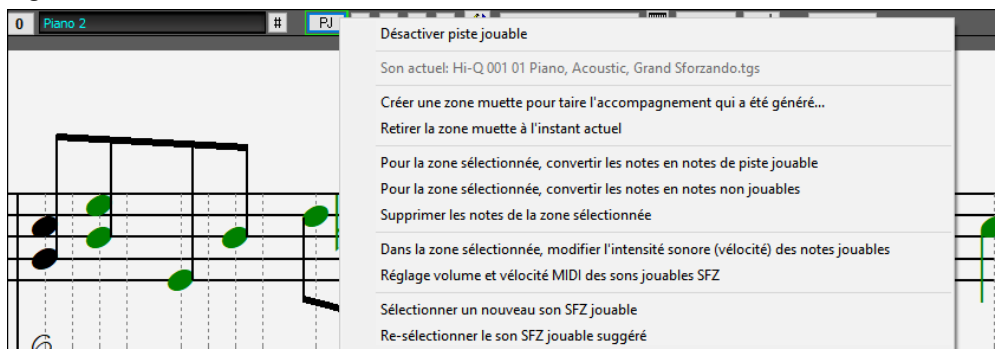 0 Piano 2 # PJ
Désactiver piste jouable
Son actuel: Hi-Q 001 01 Piano, Acoustic, Grand Sforzando.tgs
Créer une zone muette pour taire l'accompagnement qui a été généré...
Retirer la zone muette à l'instant actuel
Pour la zone sélectionnée, convertir les notes en notes de piste jouable
Pour la zone sélectionnée, convertir les notes en notes non jouables
Supprimer les notes de la zone sélectionnée
Dans la zone sélectionnée, modifier l'intensité sonore (vélocité) des notes jouables
Réglage volume et vélocité MIDI des sons jouables SFZ
Sélectionner un nouveau son SFZ jouable
Re-sélectionner le son SFZ jouable suggéré